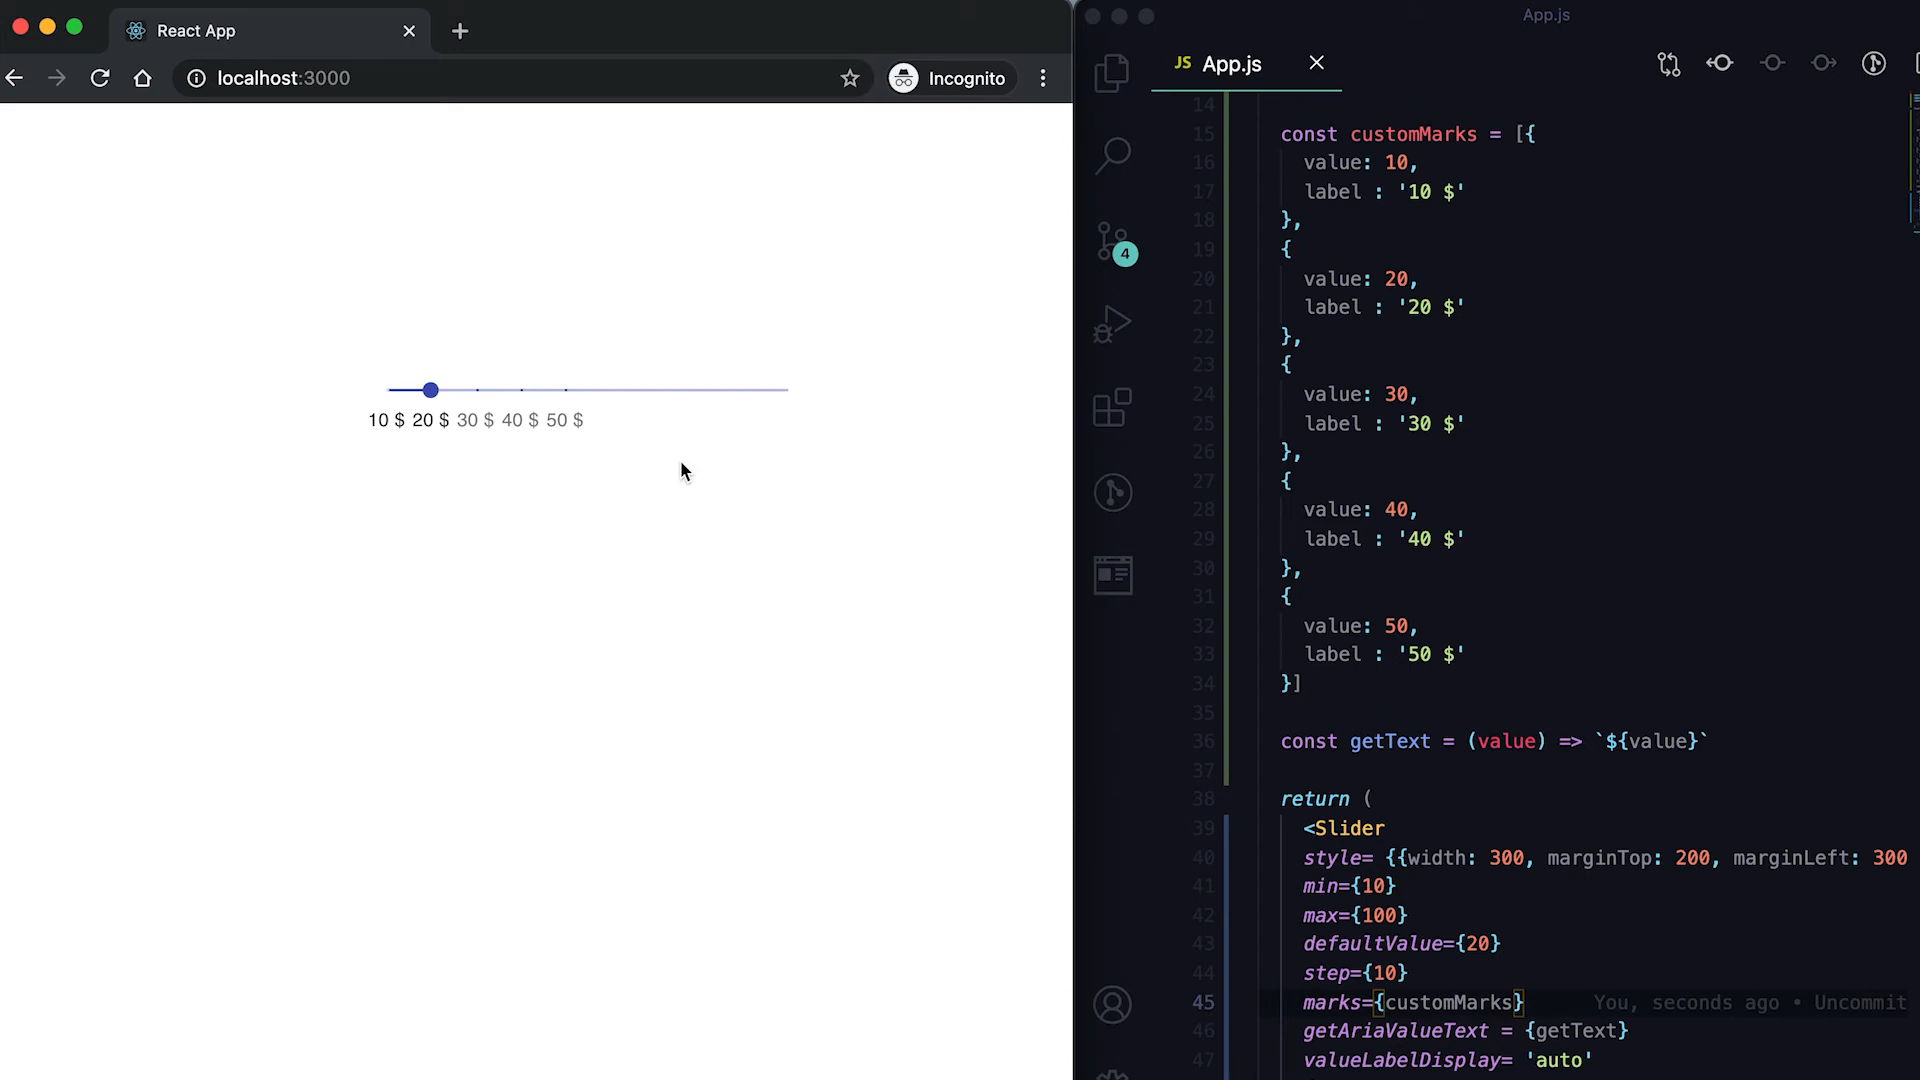 React App
localhost:3000
Incognito
10 $ 20 $ 30 $ 40 $ 50 $
App.js
JS App.js
4
14
15 const customMarks = [{
16 value: 10,
17 label : '10 $'
18 },
19 {
20 value: 20,
21 label : '20 $'
22 },
23 {
24 value: 30,
25 label : '30 $'
26 },
27 {
28 value: 40,
29 label : '40 $'
30 },
31 {
32 value: 50,
33 label : '50 $'
34 }]
35
36 const getText = (value) => `${value}`
37
38 return (
39 <Slider
40 style= {{width: 300, marginTop: 200, marginLeft: 300
41 min={10}
42 max={100}
43 defaultValue={20}
44 step={10}
45 marks={customMarks} You, seconds ago • Uncommit
46 getAriaValueText = {getText}
47 valueLabelDisplay= 'auto'